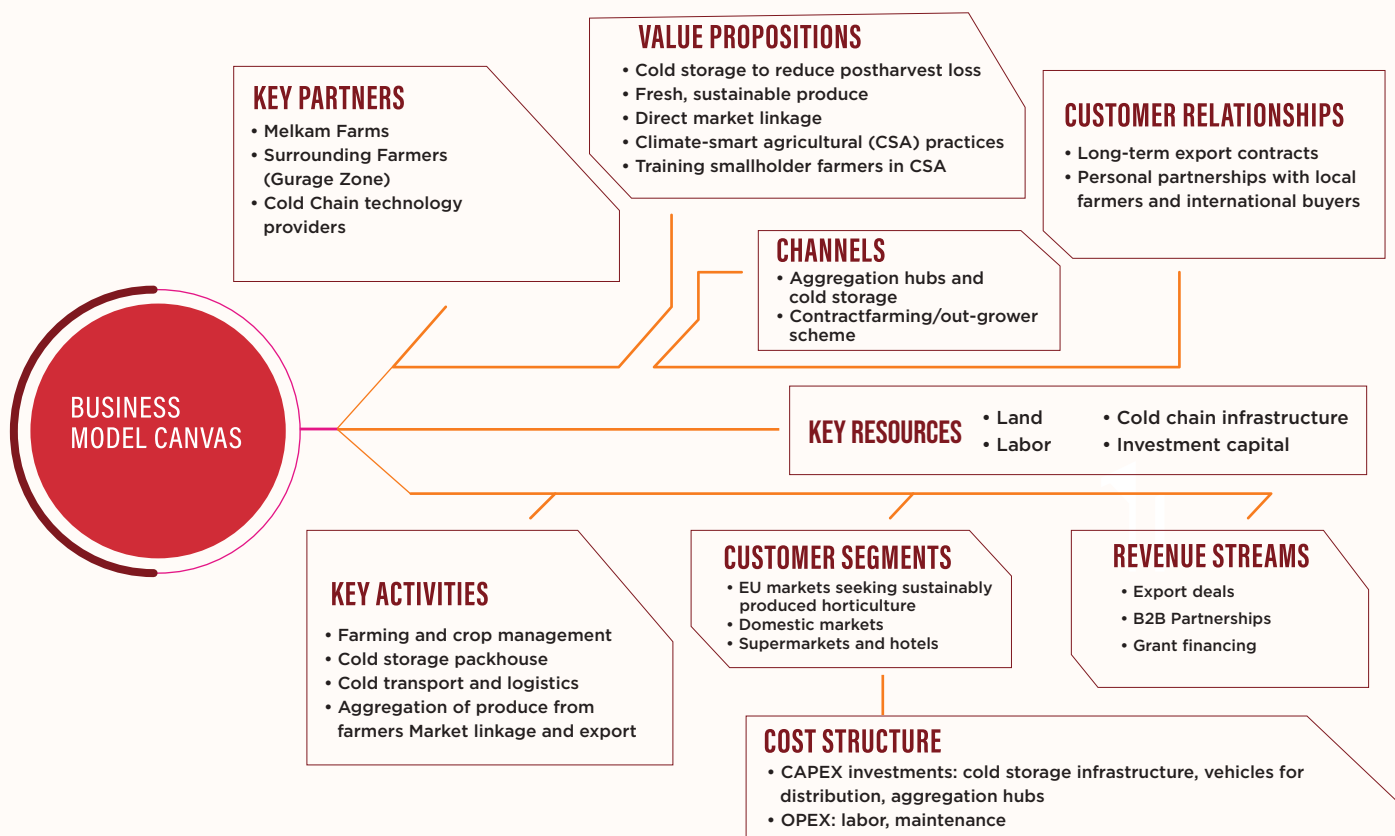 BUSINESS
MODEL CANVAS
KEY PARTNERS
• Melkam Farms
• Surrounding Farmers
(Gurage Zone)
• Cold Chain technology
providers
VALUE PROPOSITIONS
• Cold storage to reduce postharvest loss
• Fresh, sustainable produce
• Direct market linkage
• Climate-smart agricultural (CSA) practices
• Training smallholder farmers in CSA
CUSTOMER RELATIONSHIPS
• Long-term export contracts
• Personal partnerships with local
farmers and international buyers
CHANNELS
• Aggregation hubs and
cold storage
• Contractfarming/out-grower
scheme
KEY RESOURCES
• Land
• Labor
• Cold chain infrastructure
• Investment capital
KEY ACTIVITIES
• Farming and crop management
• Cold storage packhouse
• Cold transport and logistics
• Aggregation of produce from
farmers Market linkage and export
CUSTOMER SEGMENTS
• EU markets seeking sustainably
produced horticulture
• Domestic markets
• Supermarkets and hotels
REVENUE STREAMS
• Export deals
• B2B Partnerships
• Grant financing
COST STRUCTURE
• CAPEX investments: cold storage infrastructure, vehicles for
distribution, aggregation hubs
• OPEX: labor, maintenance